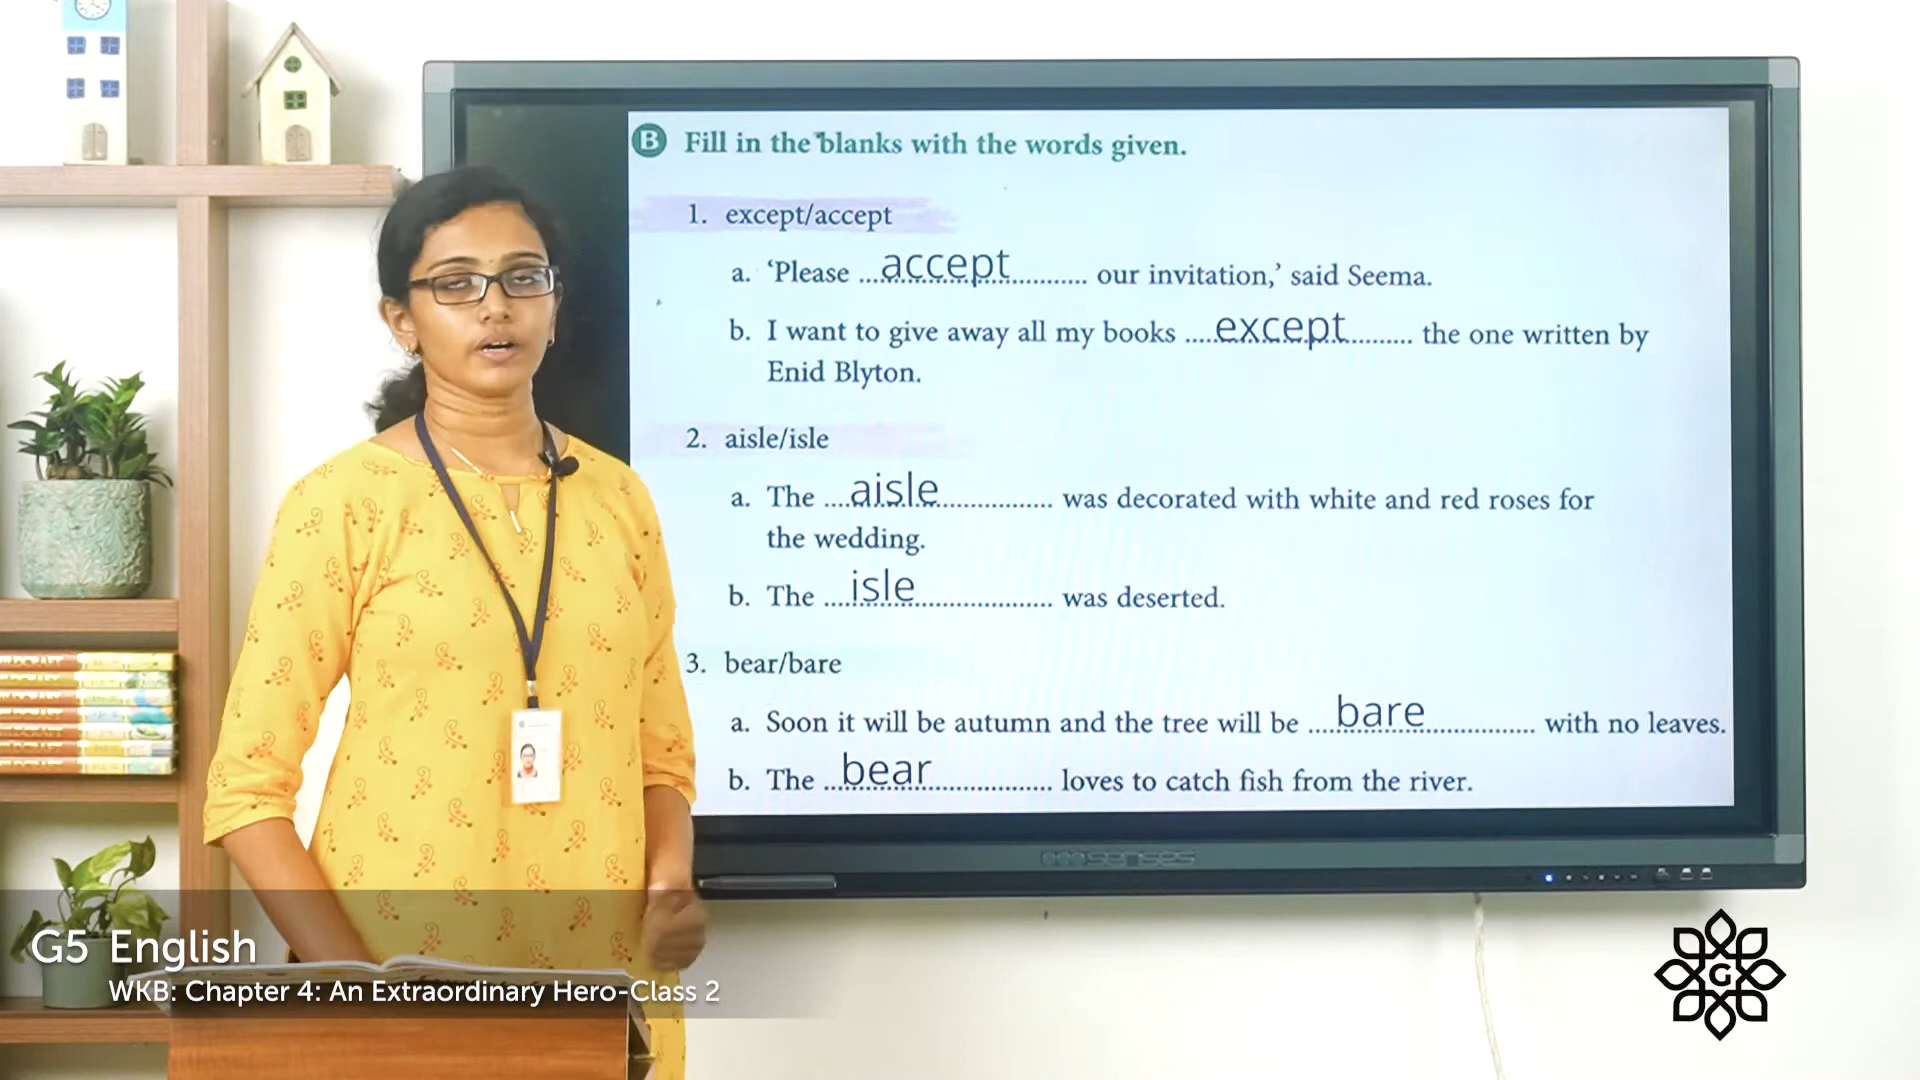 B Fill in the blanks with the words given.
1. except/accept
a. ‘Please ...accept... our invitation,’ said Seema.
b. I want to give away all my books ...except... the one written by
Enid Blyton.
2. aisle/isle
a. The ...aisle... was decorated with white and red roses for
the wedding.
b. The ...isle... was deserted.
3. bear/bare
a. Soon it will be autumn and the tree will be ...bare... with no leaves.
b. The ...bear... loves to catch fish from the river.
G5 English
WKB: Chapter 4: An Extraordinary Hero-Class 2
G